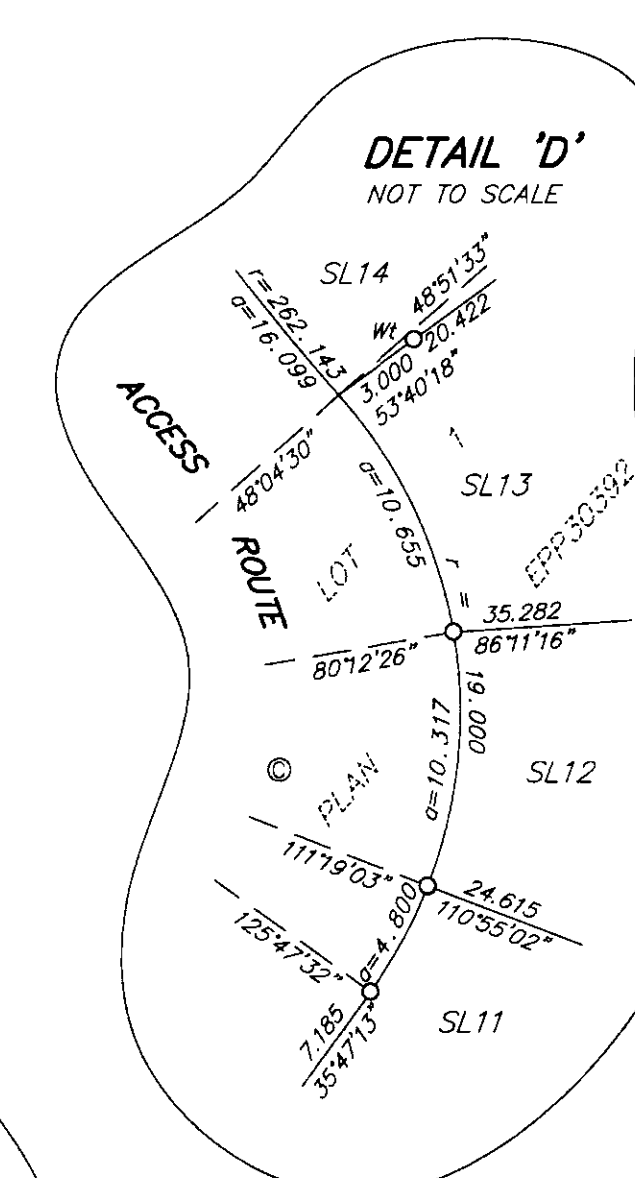 DETAIL 'D'
NOT TO SCALE
SL14
48°51'33"
r=262.143
a=16.099
Wt
20.422
3.000
53°40'18"
ACCESS
48°04'30"
1
a=10.655
SL13
EPP30392
ROUTE
LOT
r =
35.282
86°11'16"
80°12'26"
19.000
a=10.317
SL12
©
PLAN
111°19'03"
24.615
110°55'02"
125°47'32"
a=4.800
7.185
35°47'13"
SL11